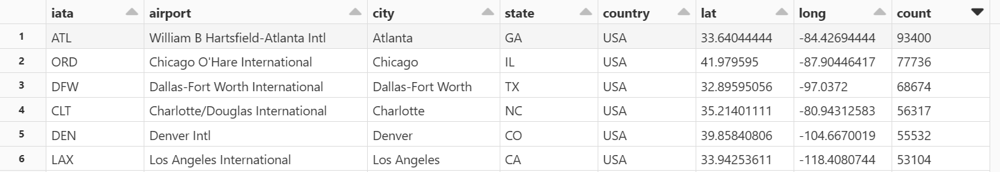 iata airport city state country lat long count
1 ATL William B Hartsfield-Atlanta Intl Atlanta GA USA 33.64044444 -84.42694444 93400
2 ORD Chicago O'Hare International Chicago IL USA 41.979595 -87.90446417 77736
3 DFW Dallas-Fort Worth International Dallas-Fort Worth TX USA 32.89595056 -97.0372 68674
4 CLT Charlotte/Douglas International Charlotte NC USA 35.21401111 -80.94312583 56317
5 DEN Denver Intl Denver CO USA 39.85840806 -104.6670019 55532
6 LAX Los Angeles International Los Angeles CA USA 33.94253611 -118.4080744 53104